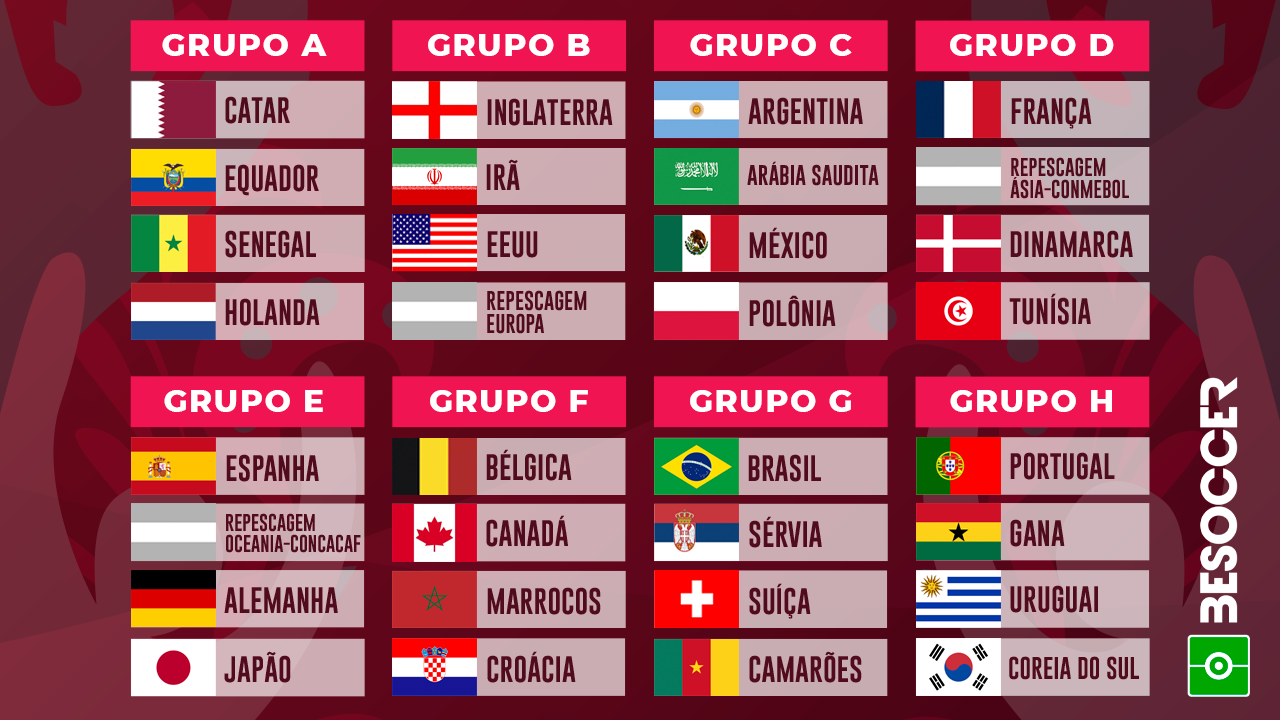 GRUPO A
CATAR
EQUADOR
SENEGAL
HOLANDA
GRUPO B
INGLATERRA
IRÃ
EEUU
REPESCAGEM
EUROPA
GRUPO C
ARGENTINA
ARÁBIA SAUDITA
MÉXICO
POLÔNIA
GRUPO D
FRANÇA
REPESCAGEM
ÁSIA-CONMEBOL
DINAMARCA
TUNÍSIA
GRUPO E
ESPANHA
REPESCAGEM
OCEANIA-CONCACAF
ALEMANHA
JAPÃO
GRUPO F
BÉLGICA
CANADÁ
MARROCOS
CROÁCIA
GRUPO G
BRASIL
SÉRVIA
SUÍÇA
CAMARÕES
GRUPO H
PORTUGAL
GANA
URUGUAI
COREIA DO SUL
BESOCCER